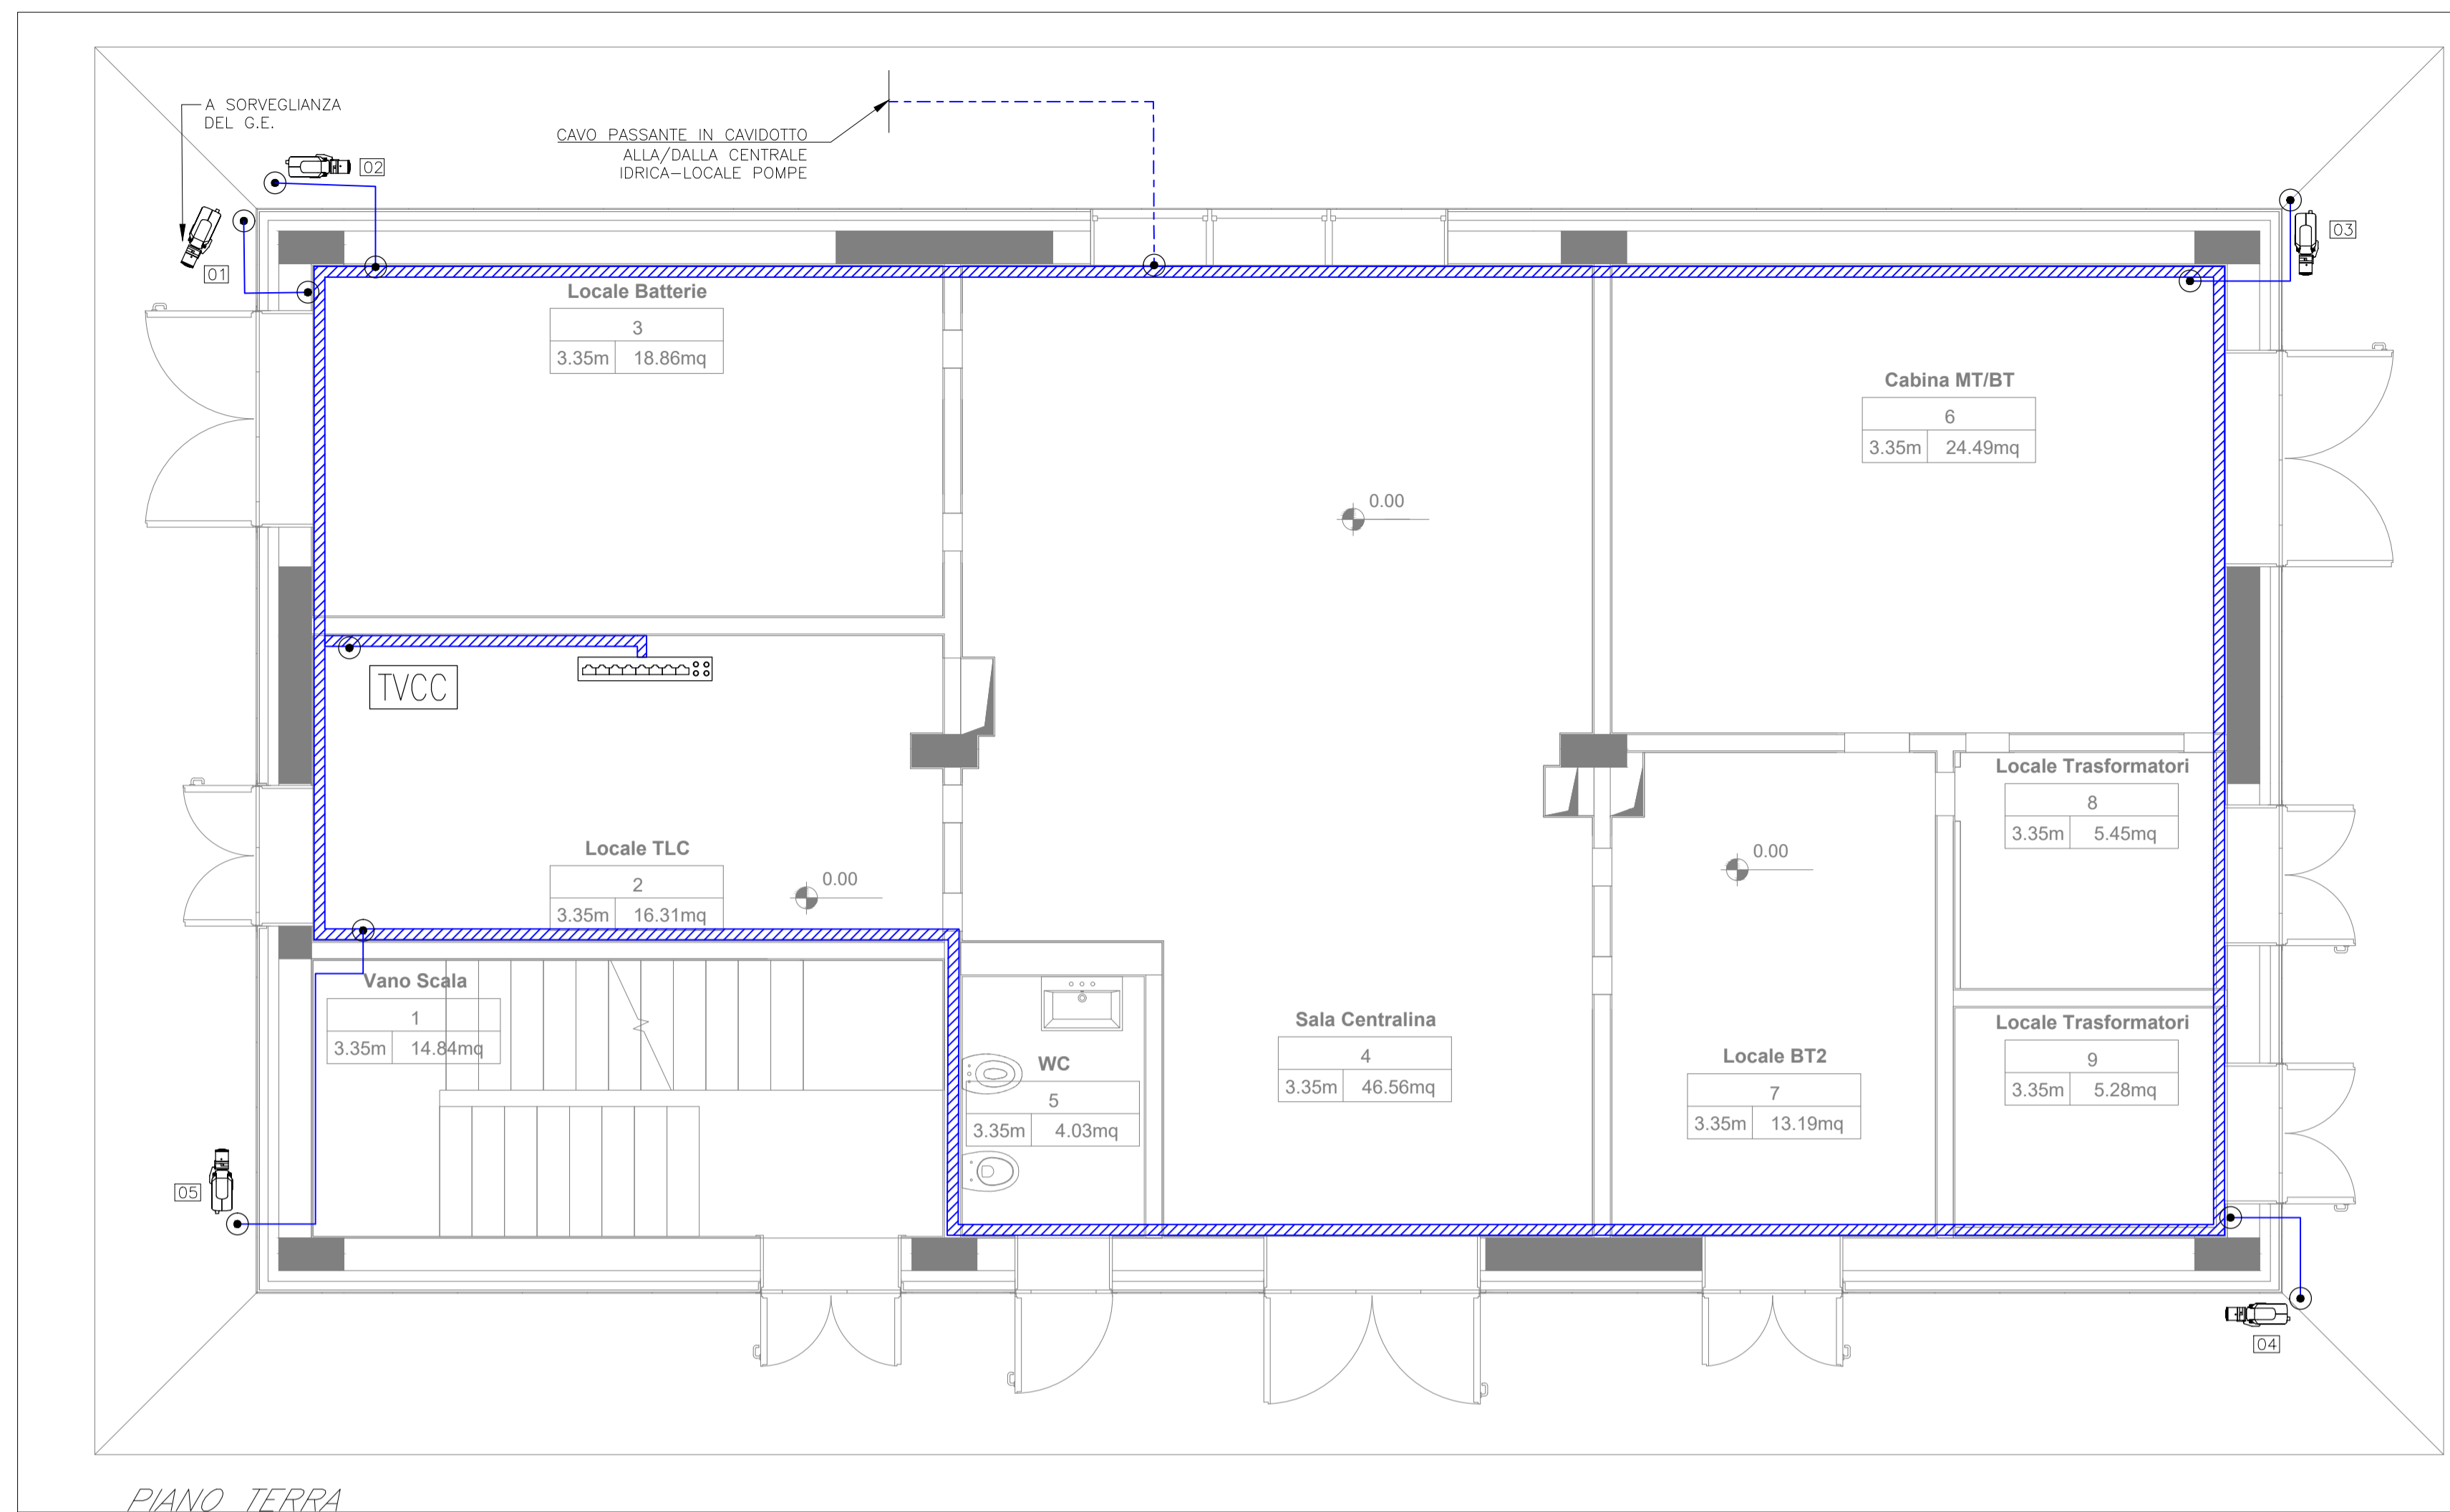 A SORVEGLIANZA
DEL G.E.
CAVO PASSANTE IN CAVIDOTTO
ALLA/DALLA CENTRALE
IDRICA-LOCALE POMPE
02
01
03
Locale Batterie
3
3.35m 18.86mq
Cabina MT/BT
6
3.35m 24.49mq
0.00
TVCC
Locale Trasformatori
8
3.35m 5.45mq
Locale TLC
2
3.35m 16.31mq
0.00
0.00
Vano Scala
1
3.35m 14.84mq
WC
5
3.35m 4.03mq
Sala Centralina
4
3.35m 46.56mq
Locale BT2
7
3.35m 13.19mq
Locale Trasformatori
9
3.35m 5.28mq
05
04
PIANO TERRA